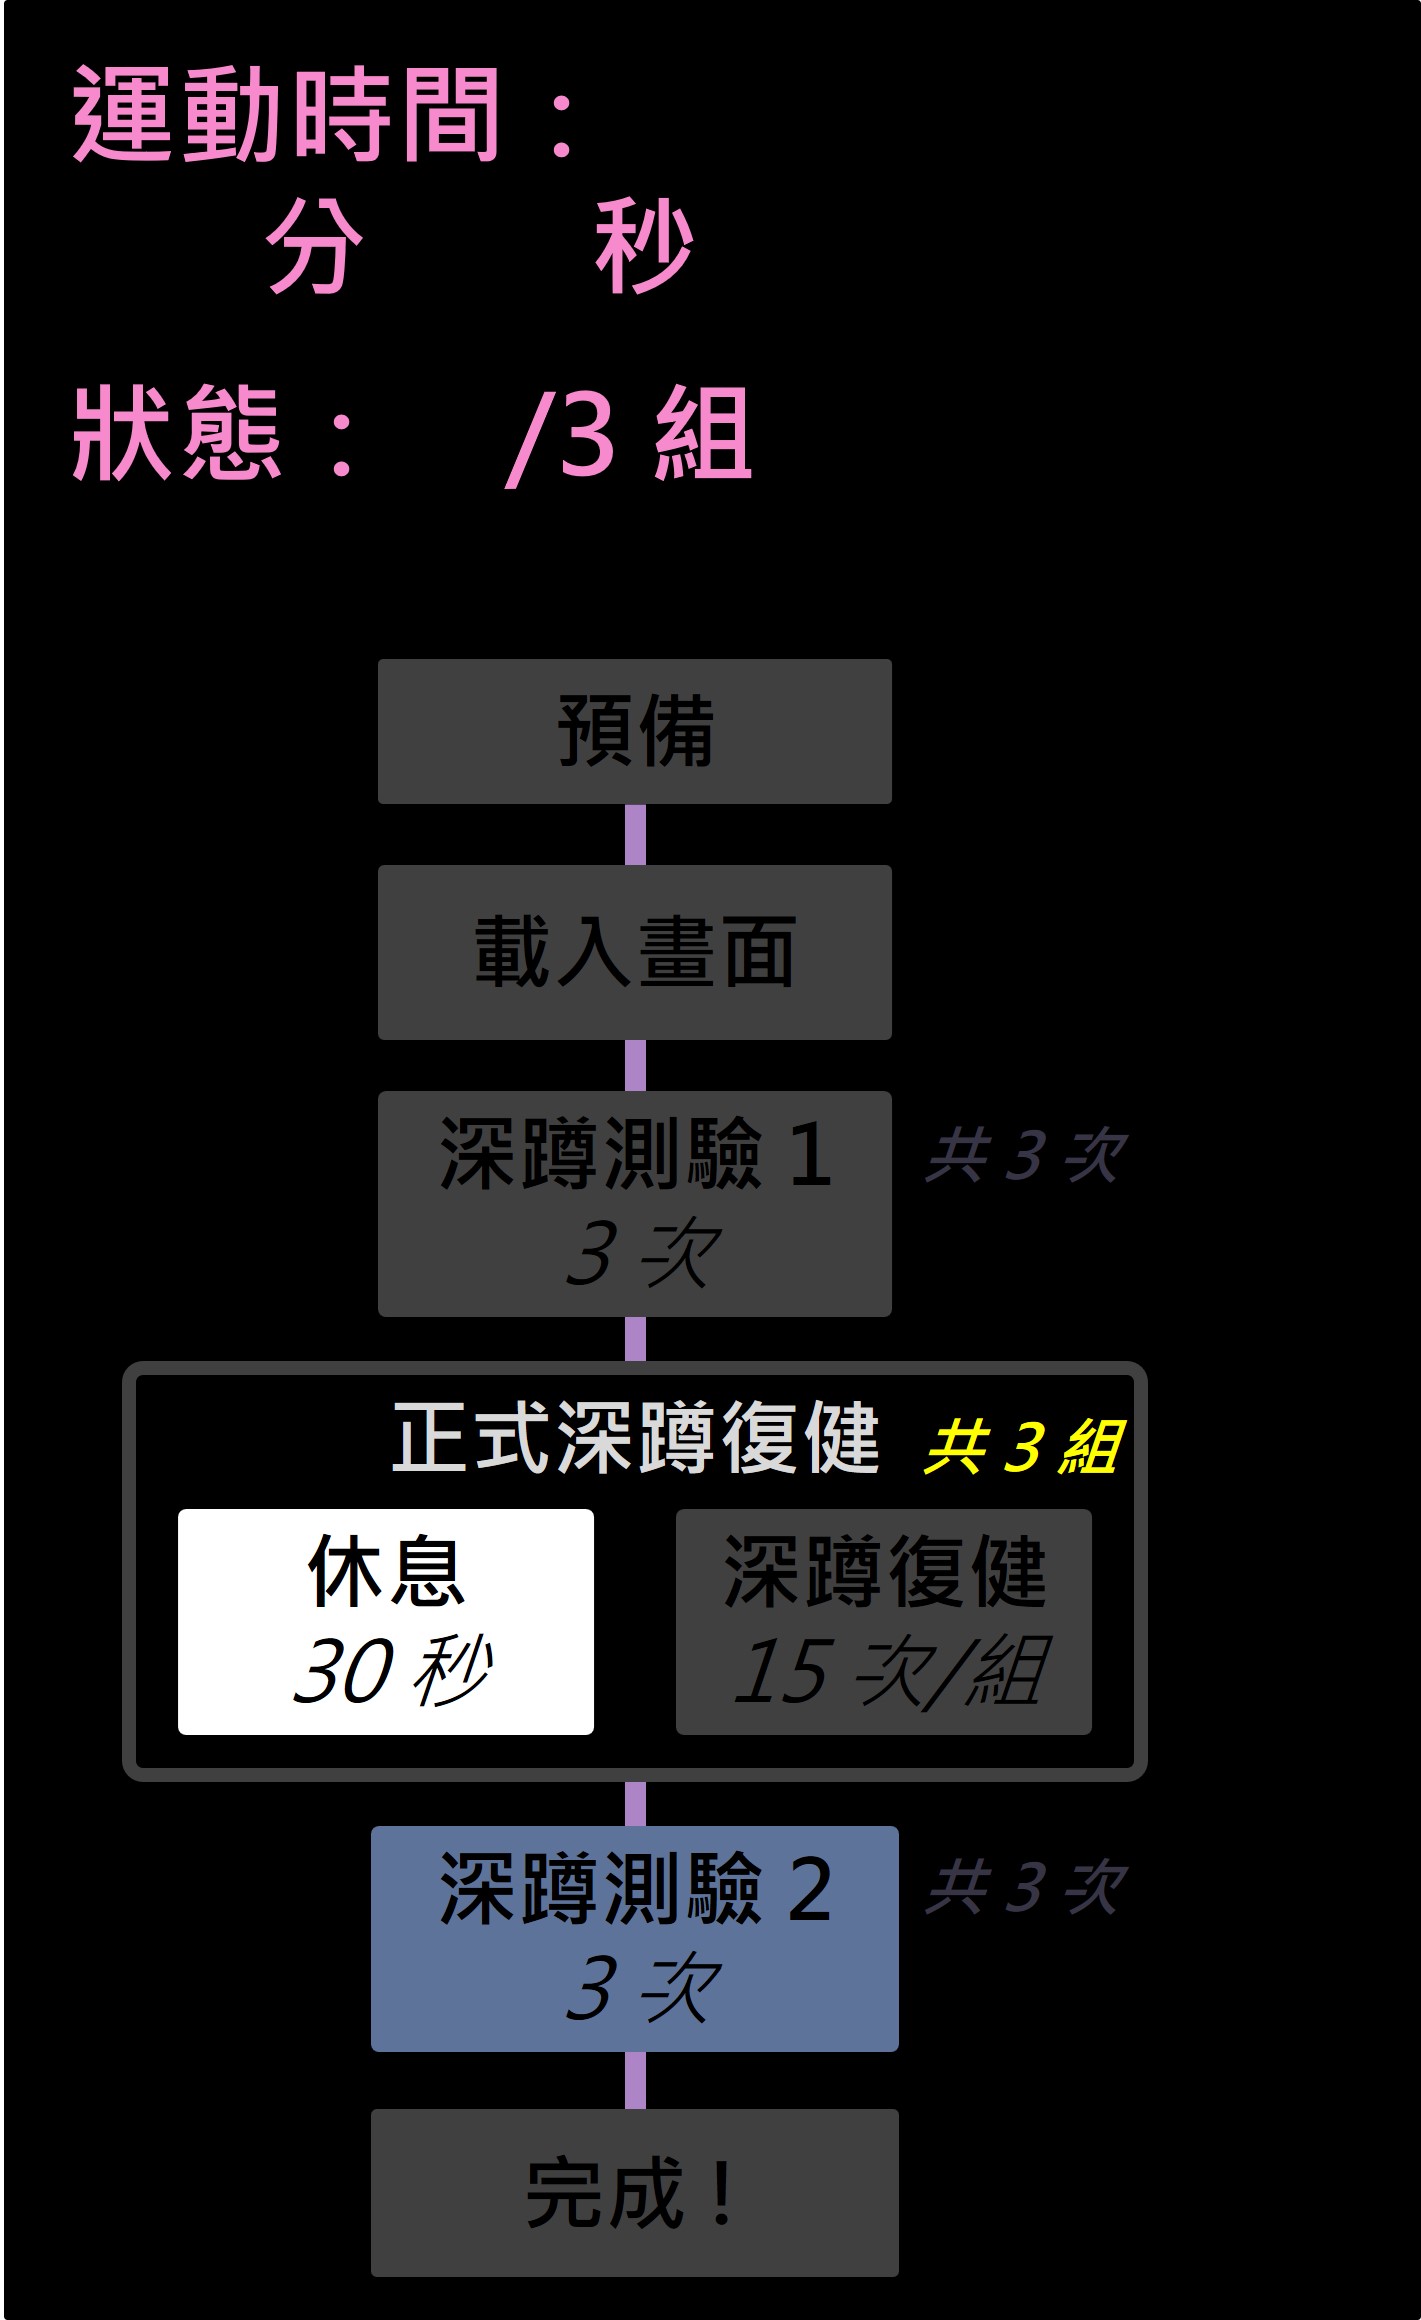 運動時間：
分 秒
狀態： /3 組
預備
載入畫面
深蹲測驗 1
共 3 次
3 次
正式深蹲復健
共 3 組
休息
30 秒
深蹲復健
15 次/組
深蹲測驗 2
共 3 次
3 次
完成！